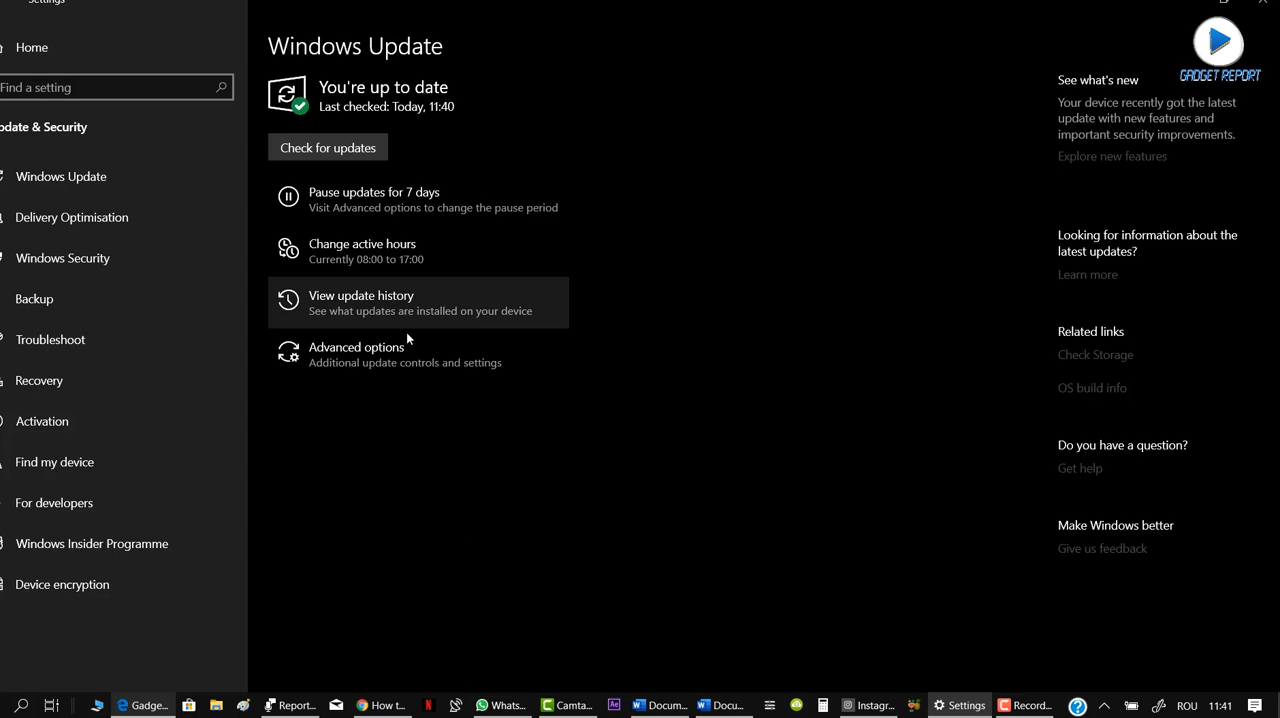 Settings
Home
Find a setting
pdate & Security
Windows Update
Delivery Optimisation
Windows Security
Backup
Troubleshoot
Recovery
Activation
Find my device
For developers
Windows Insider Programme
Device encryption
Windows Update
You're up to date
Last checked: Today, 11:40
Check for updates
Pause updates for 7 days
Visit Advanced options to change the pause period
Change active hours
Currently 08:00 to 17:00
View update history
See what updates are installed on your device
Advanced options
Additional update controls and settings
GADGET REPORT
See what's new
Your device recently got the latest
update with new features and
important security improvements.
Explore new features
Looking for information about the
latest updates?
Learn more
Related links
Check Storage
OS build info
Do you have a question?
Get help
Make Windows better
Give us feedback
Gadge... Report... How t... N Whats... Camta... Ae Docum... Docu... Instagr... Settings Record... ROU 11:41